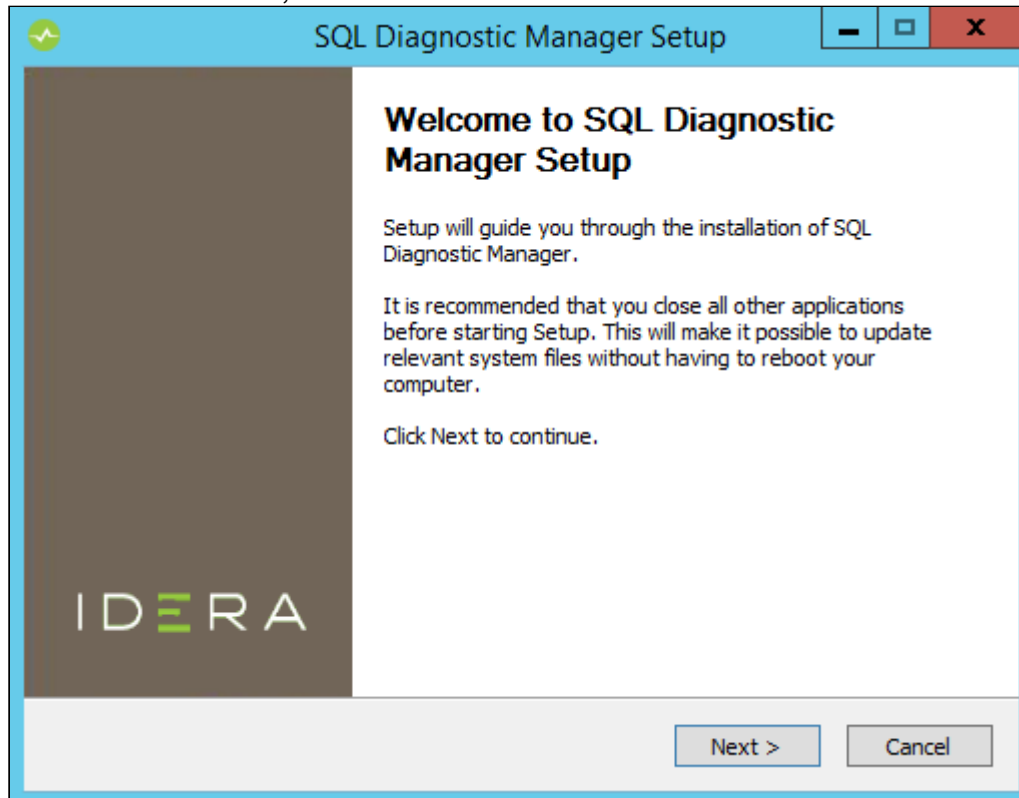 SQL Diagnostic Manager Setup
Welcome to SQL Diagnostic
Manager Setup
Setup will guide you through the installation of SQL
Diagnostic Manager.
It is recommended that you close all other applications
before starting Setup. This will make it possible to update
relevant system files without having to reboot your
computer.
Click Next to continue.
IDERA
Next >
Cancel